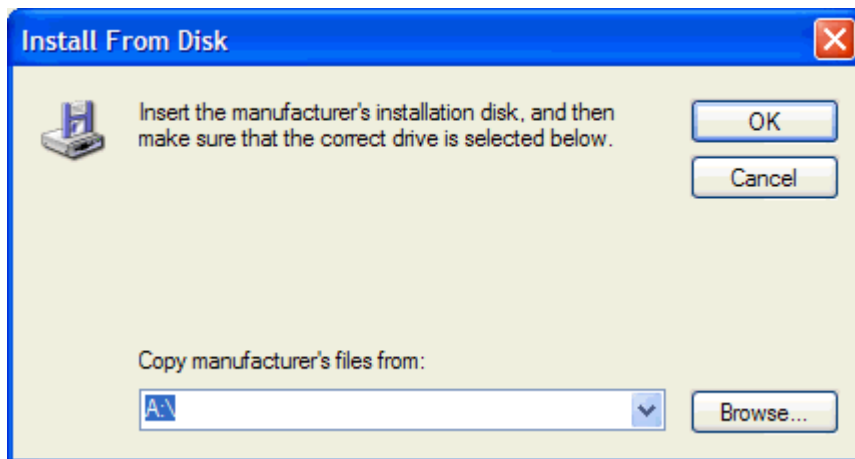 Install From Disk
Insert the manufacturer's installation disk, and then
make sure that the correct drive is selected below.
OK
Cancel
Copy manufacturer's files from:
A:\
Browse...